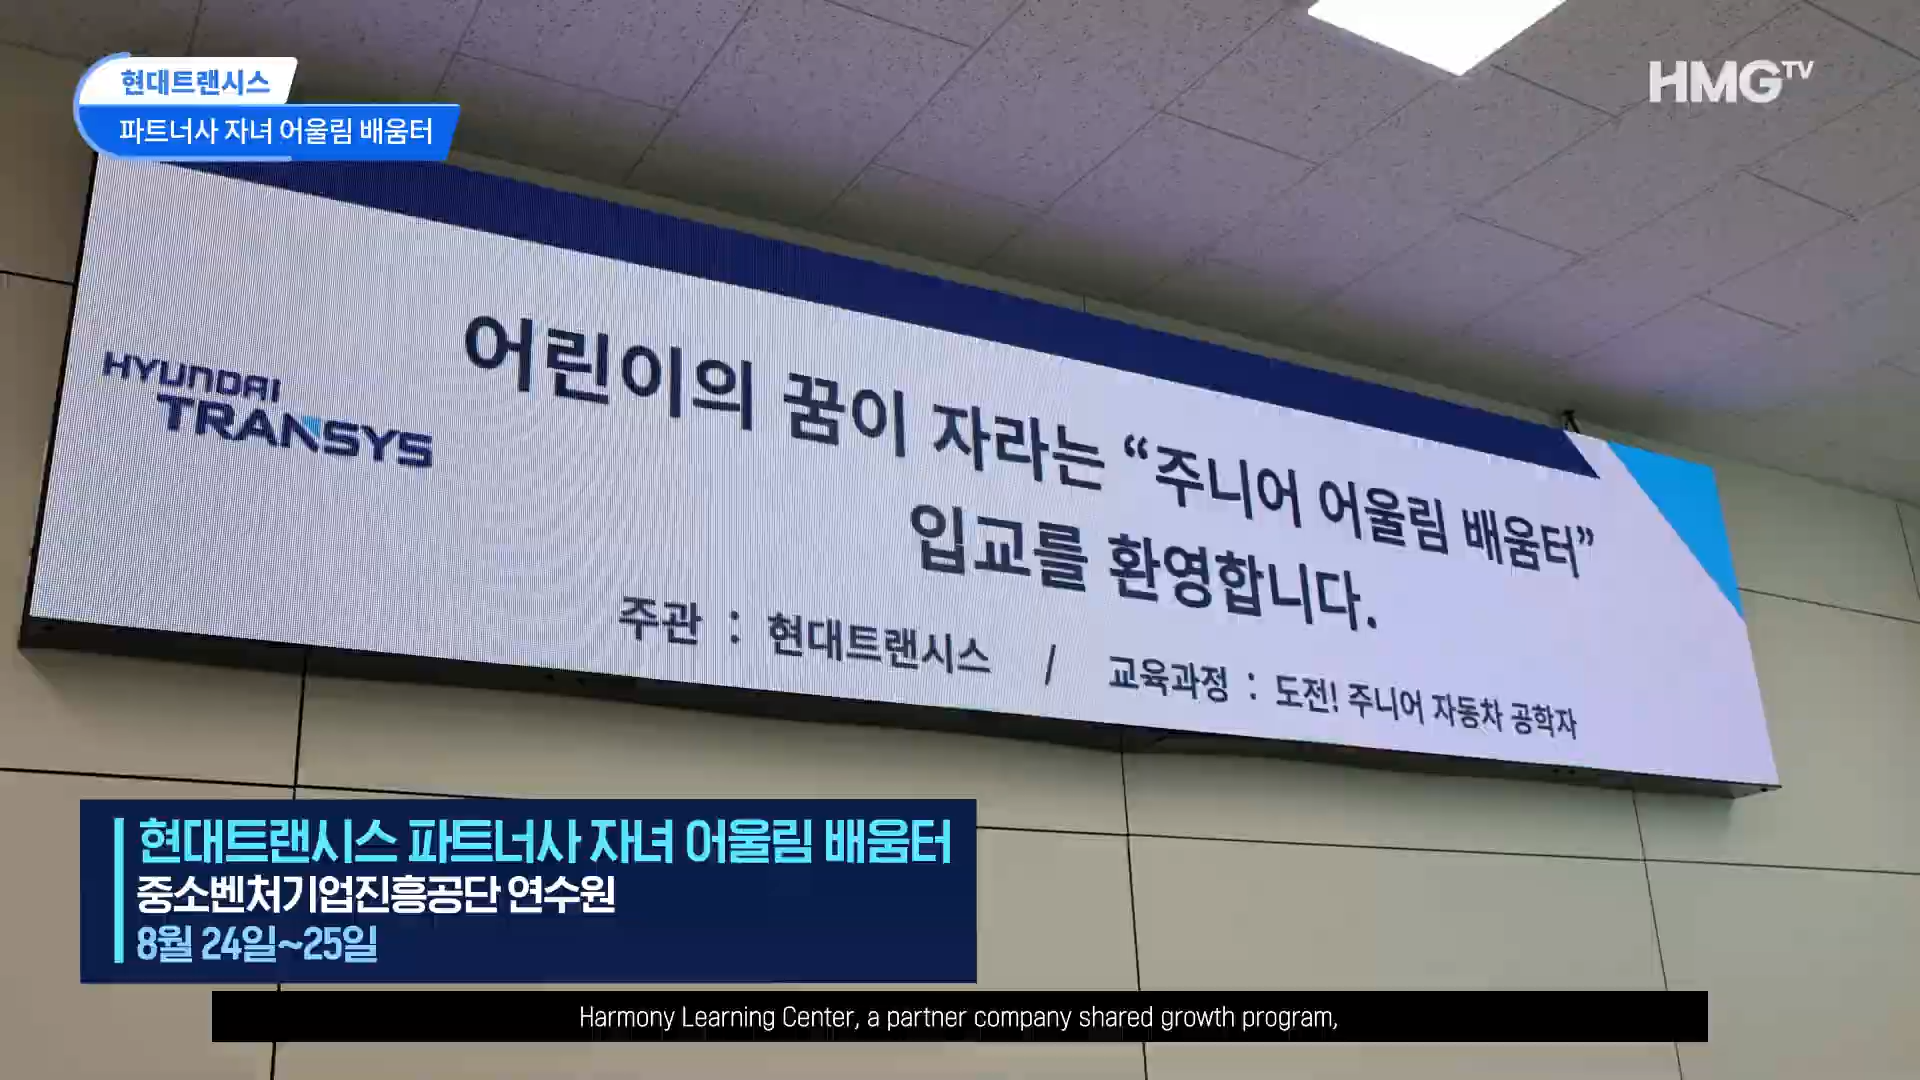 현대트랜시스
파트너사 자녀 어울림 배움터
HMG TV
HYUNDAI
TRANSYS
어린이의 꿈이 자라는 “주니어 어울림 배움터”
입교를 환영합니다.
주관 : 현대트랜시스 / 교육과정 : 도전! 주니어 자동차 공학자
현대트랜시스 파트너사 자녀 어울림 배움터
중소벤처기업진흥공단 연수원
8월 24일~25일
Harmony Learning Center, a partner company shared growth program,